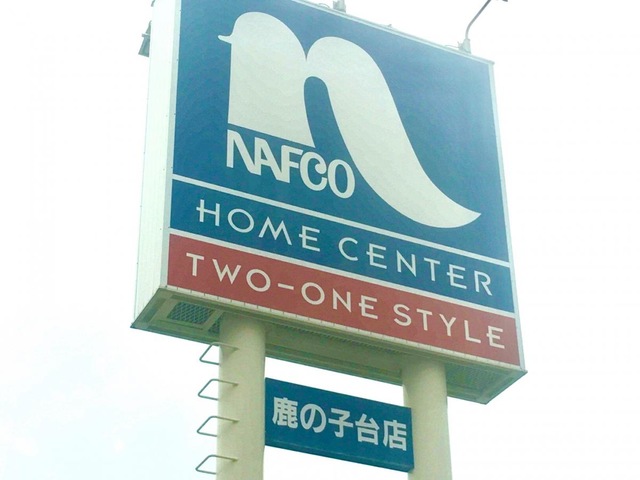 NAFCO
HOME CENTER
TWO-ONE STYLE
鹿の子台店